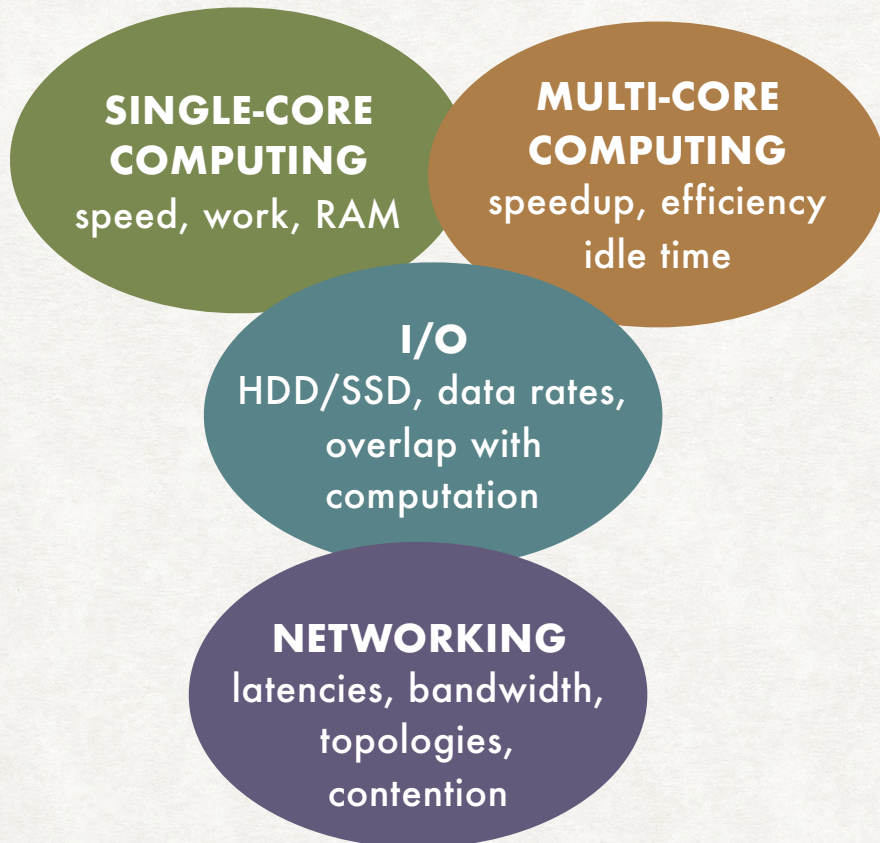 SINGLE-CORE
COMPUTING
speed, work, RAM
MULTI-CORE
COMPUTING
speedup, efficiency
idle time
I/O
HDD/SSD, data rates,
overlap with
computation
NETWORKING
latencies, bandwidth,
topologies,
contention